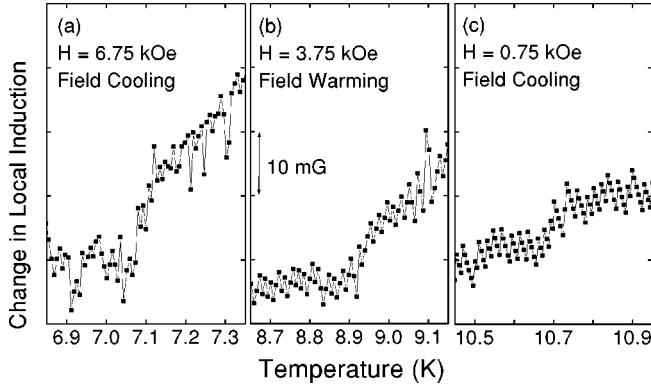 (a)
H = 6.75 kOe
Field Cooling
(b)
H = 3.75 kOe
Field Warming
(c)
H = 0.75 kOe
Field Cooling
10 mG
Change in Local Induction
6.9 7.0 7.1 7.2 7.3
8.7 8.8 8.9 9.0 9.1
10.5 10.7 10.9
Temperature (K)